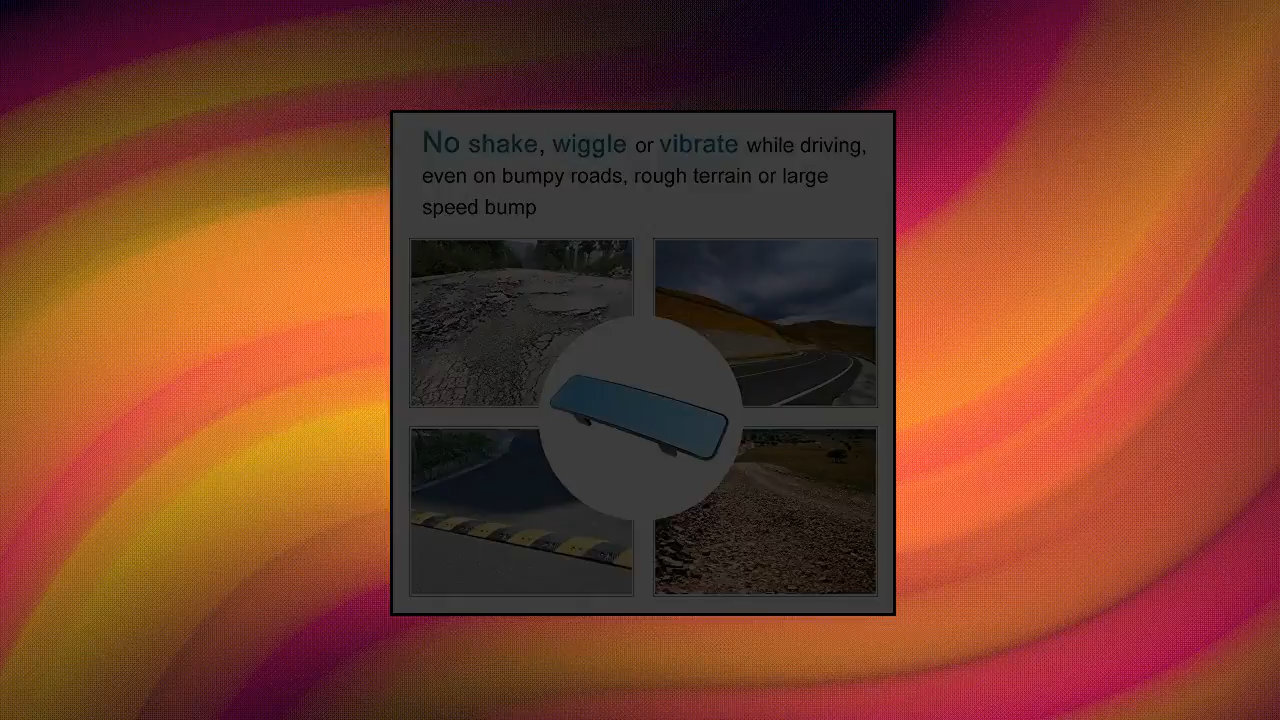 No shake, wiggle or vibrate while driving,
even on bumpy roads, rough terrain or large
speed bump